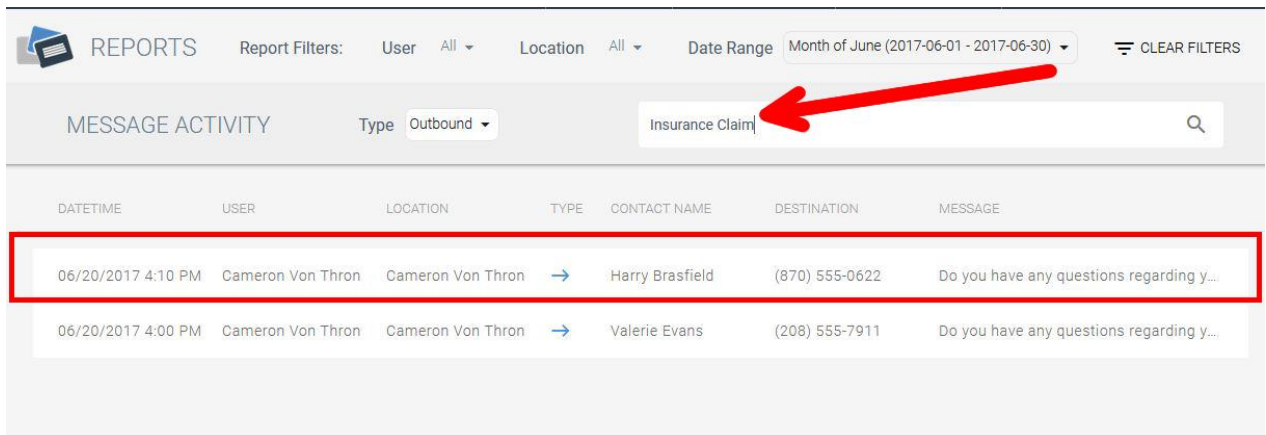 REPORTS Report Filters: User All Location All Date Range Month of June (2017-06-01 - 2017-06-30) CLEAR FILTERS
MESSAGE ACTIVITY Type Outbound Insurance Claim
DATETIME USER LOCATION TYPE CONTACT NAME DESTINATION MESSAGE
06/20/2017 4:10 PM Cameron Von Thron Cameron Von Thron → Harry Brasfield (870) 555-0622 Do you have any questions regarding y...
06/20/2017 4:00 PM Cameron Von Thron Cameron Von Thron → Valerie Evans (208) 555-7911 Do you have any questions regarding y...